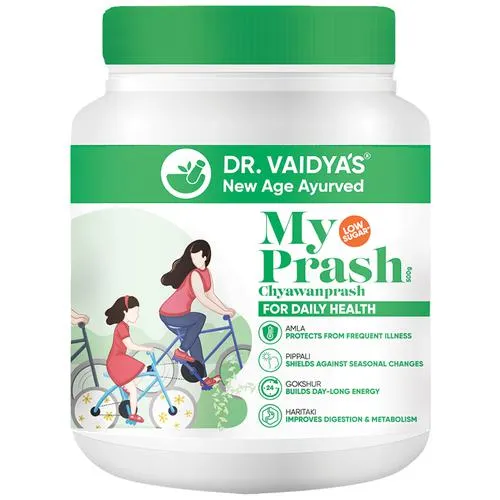 DR. VAIDYA'S®
New Age Ayurved
My
LOW
SUGAR*
Prash
500g
Chyawanprash
FOR DAILY HEALTH
AMLA
PROTECTS FROM FREQUENT ILLNESS
PIPPALI
SHIELDS AGAINST SEASONAL CHANGES
24
GOKSHUR
BUILDS DAY-LONG ENERGY
HARITAKI
IMPROVES DIGESTION & METABOLISM